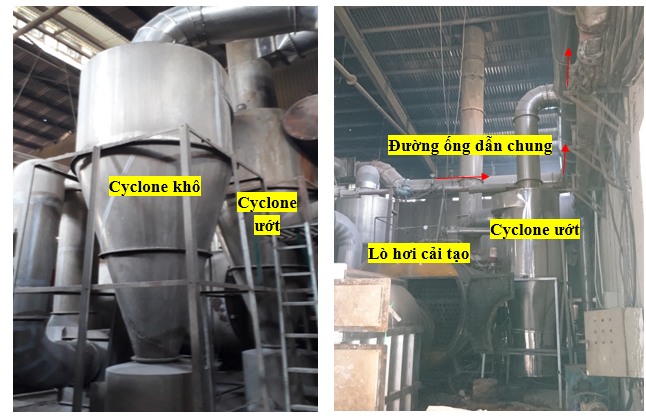 Cyclone khô
Cyclone
ướt
Đường ống dẫn chung
Cyclone ướt
Lò hơi cải tạo